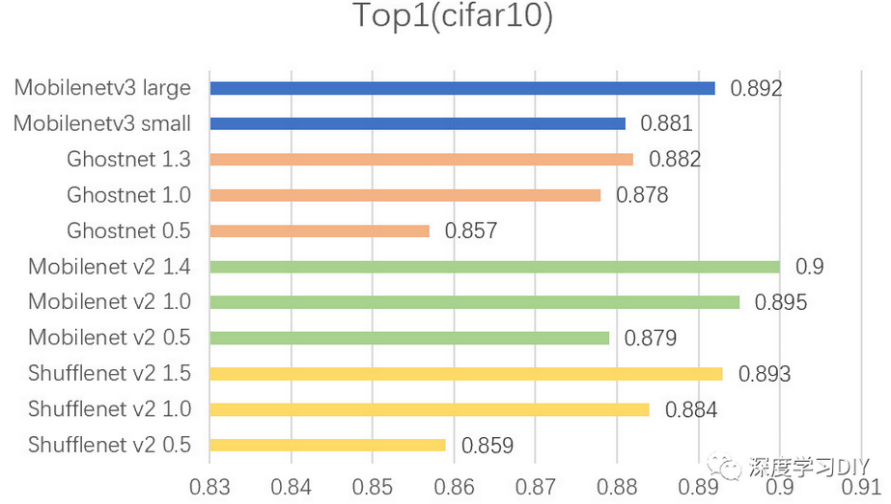 Top1(cifar10)
Mobilenetv3 large 0.892
Mobilenetv3 small 0.881
Ghostnet 1.3 0.882
Ghostnet 1.0 0.878
Ghostnet 0.5 0.857
Mobilenet v2 1.4 0.9
Mobilenet v2 1.0 0.895
Mobilenet v2 0.5 0.879
Shufflenet v2 1.5 0.893
Shufflenet v2 1.0 0.884
Shufflenet v2 0.5 0.859
深度学习DIY
0.83 0.84 0.85 0.86 0.87 0.88 0.89 0.9 0.91